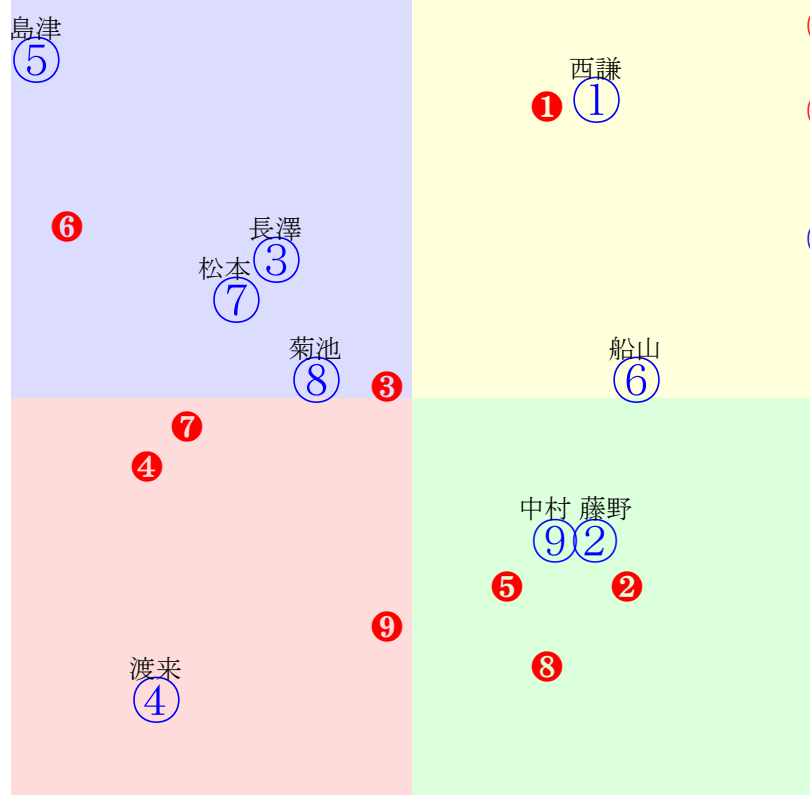 島津
⑤
西謙
❶ ①
❻
長澤
③
松本
⑦
菊池
⑧
❸
船山
⑥
❼
❹
中村 藤野
⑨②
❺ ❷
❾
❽
渡来
④